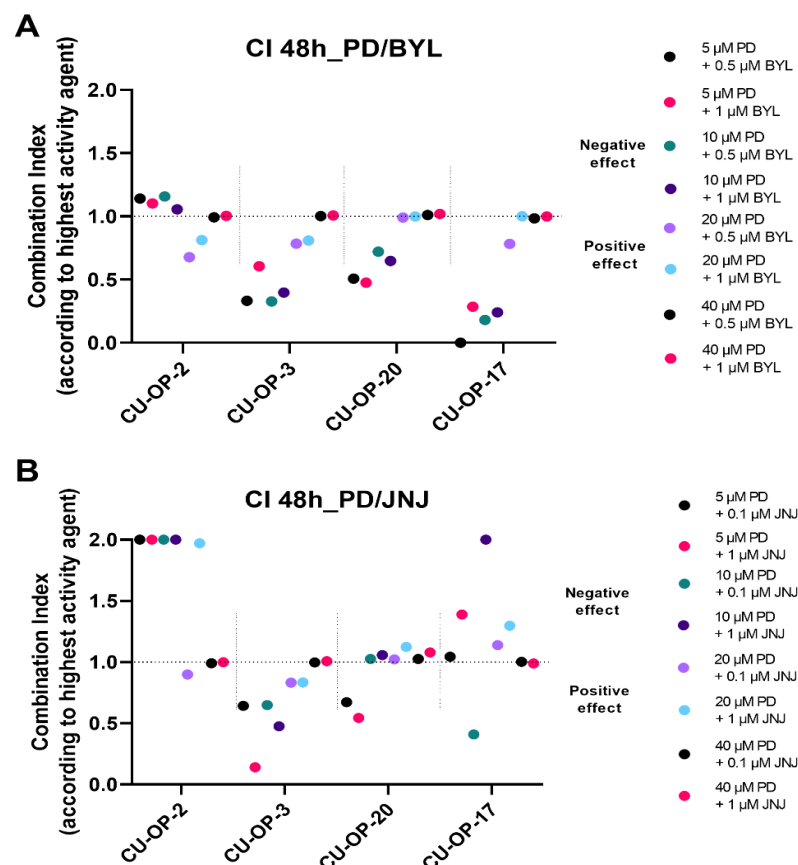 A
CI 48h_PD/BYL
Combination Index
(according to highest activity agent)
2.0
1.5
1.0
0.5
0.0
CU-OP-2
CU-OP-3
CU-OP-20
CU-OP-17
Negative
effect
Positive
effect
5 µM PD
+ 0.5 µM BYL
5 µM PD
+ 1 µM BYL
10 µM PD
+ 0.5 µM BYL
10 µM PD
+ 1 µM BYL
20 µM PD
+ 0.5 µM BYL
20 µM PD
+ 1 µM BYL
40 µM PD
+ 0.5 µM BYL
40 µM PD
+ 1 µM BYL
B
CI 48h_PD/JNJ
Combination Index
(according to highest activity agent)
2.0
1.5
1.0
0.5
0.0
CU-OP-2
CU-OP-3
CU-OP-20
CU-OP-17
Negative
effect
Positive
effect
5 µM PD
+ 0.1 µM JNJ
5 µM PD
+ 1 µM JNJ
10 µM PD
+ 0.1 µM JNJ
10 µM PD
+ 1 µM JNJ
20 µM PD
+ 0.1 µM JNJ
20 µM PD
+ 1 µM JNJ
40 µM PD
+ 0.1 µM JNJ
40 µM PD
+ 1 µM JNJ